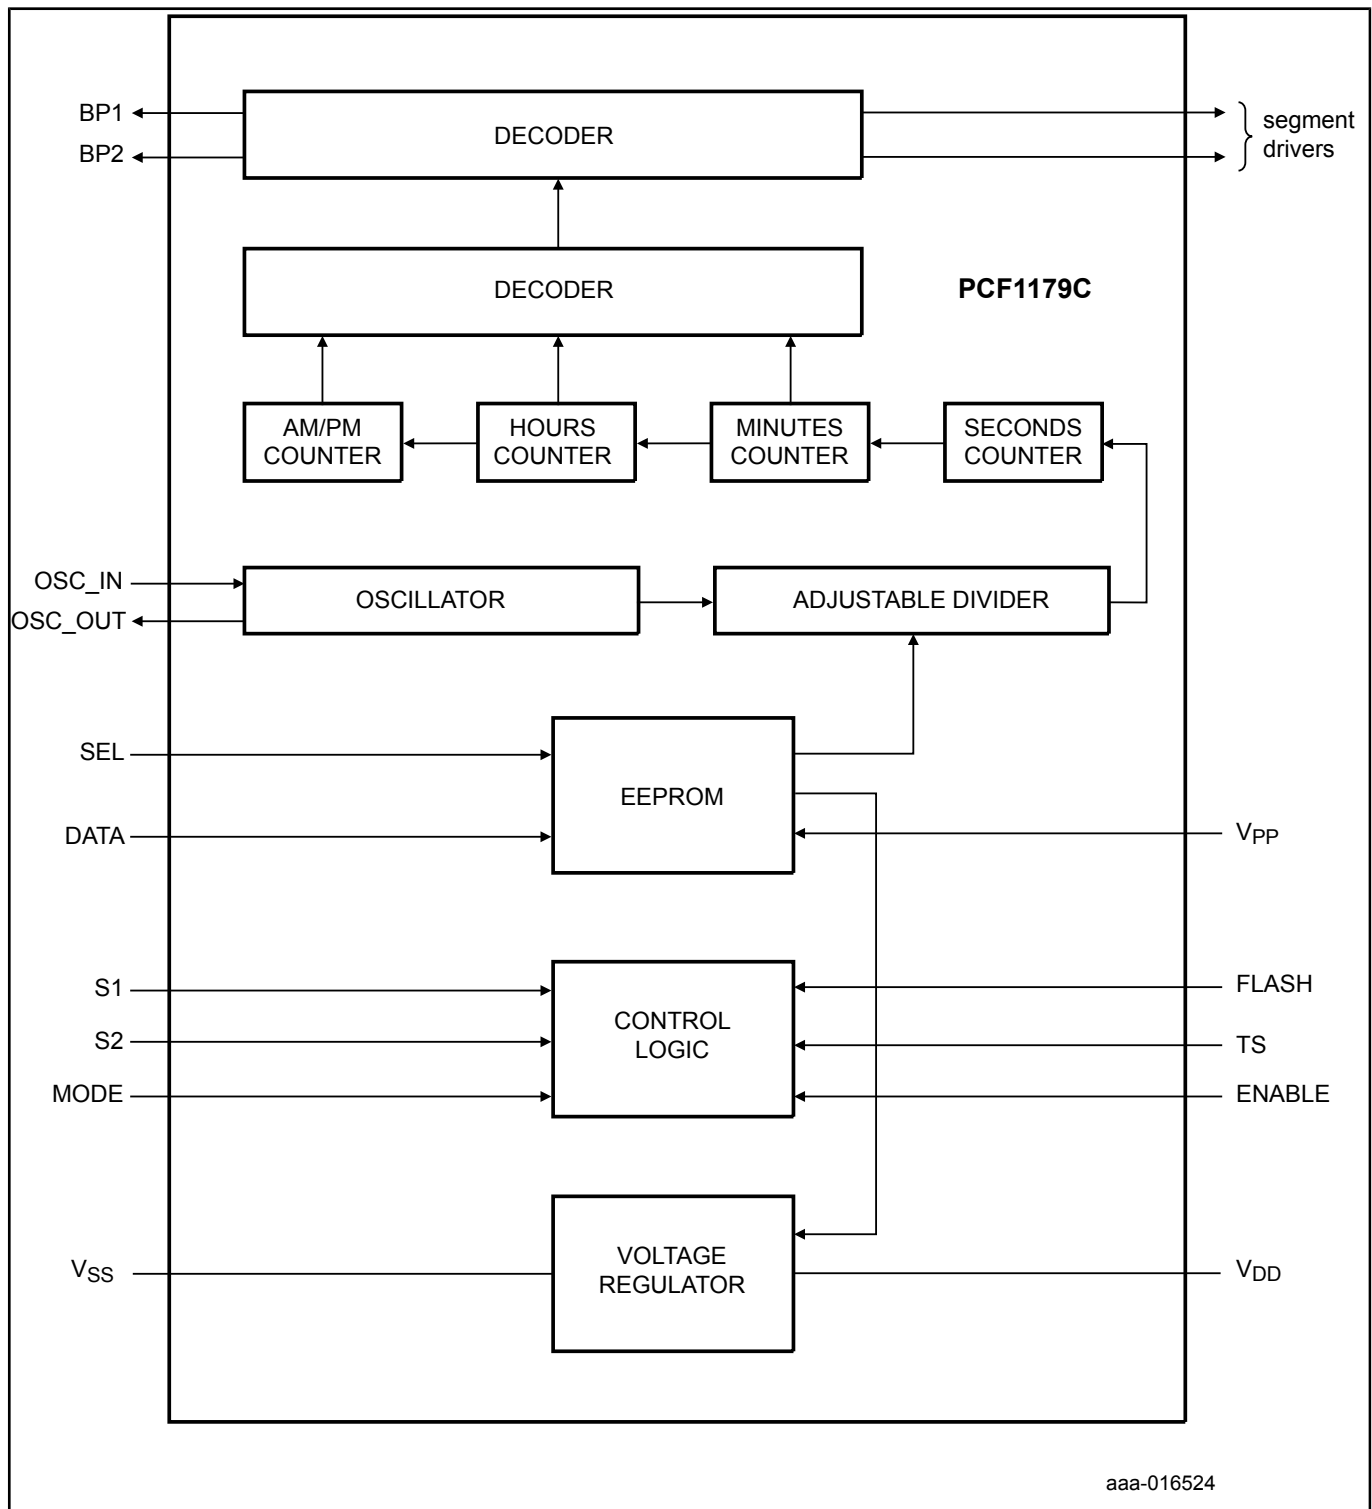 BP1
DECODER
segment
drivers
BP2
DECODER
PCF1179C
AM/PM
COUNTER
HOURS
COUNTER
MINUTES
COUNTER
SECONDS
COUNTER
OSC_IN
OSCILLATOR
ADJUSTABLE DIVIDER
OSC_OUT
SEL
EEPROM
DATA
VPP
S1
FLASH
CONTROL
LOGIC
S2
TS
MODE
ENABLE
VOLTAGE
REGULATOR
VSS
VDD
aaa-016524